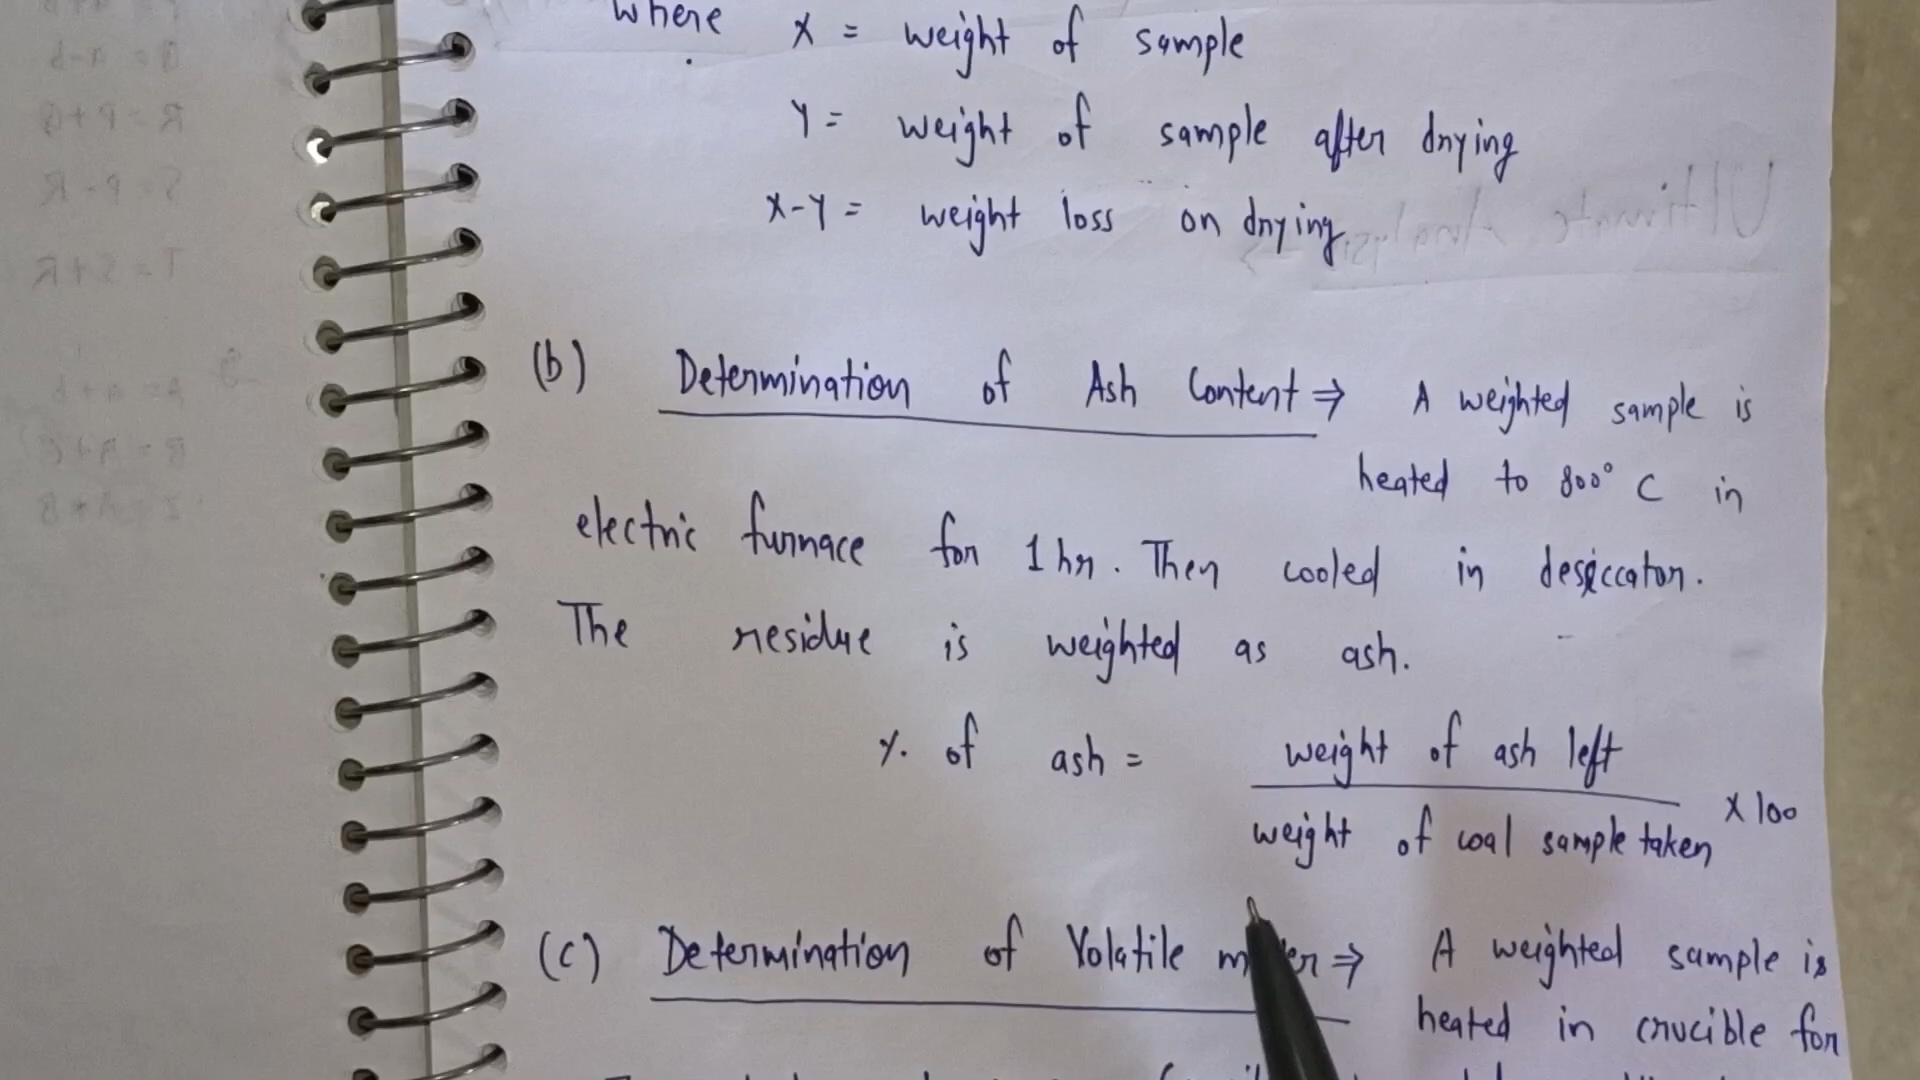 where X = weight of sample
Y = weight of sample after drying
X-Y = weight loss on drying
(b) Determination of Ash Content ⇒ A weighted sample is
heated to 800° C in
electric furnace for 1 hr. Then cooled in desiccator.
The residue is weighted as ash.
% of ash = weight of ash left
weight of coal sample taken
X 100
(c) Determination of Volatile ⇒ A weighted sample is
heated in crucible for